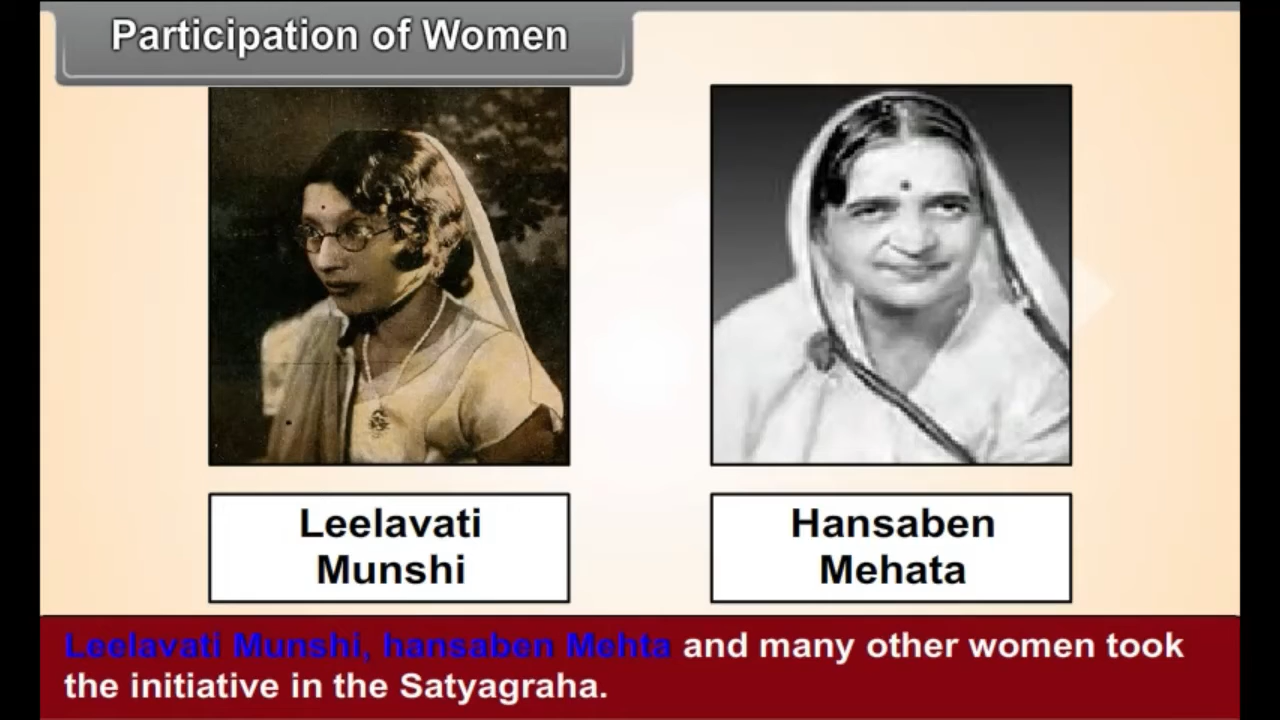 Participation of Women
Leelavati
Munshi
Hansaben
Mehata
Leelavati Munshi, hansaben Mehta and many other women took
the initiative in the Satyagraha.